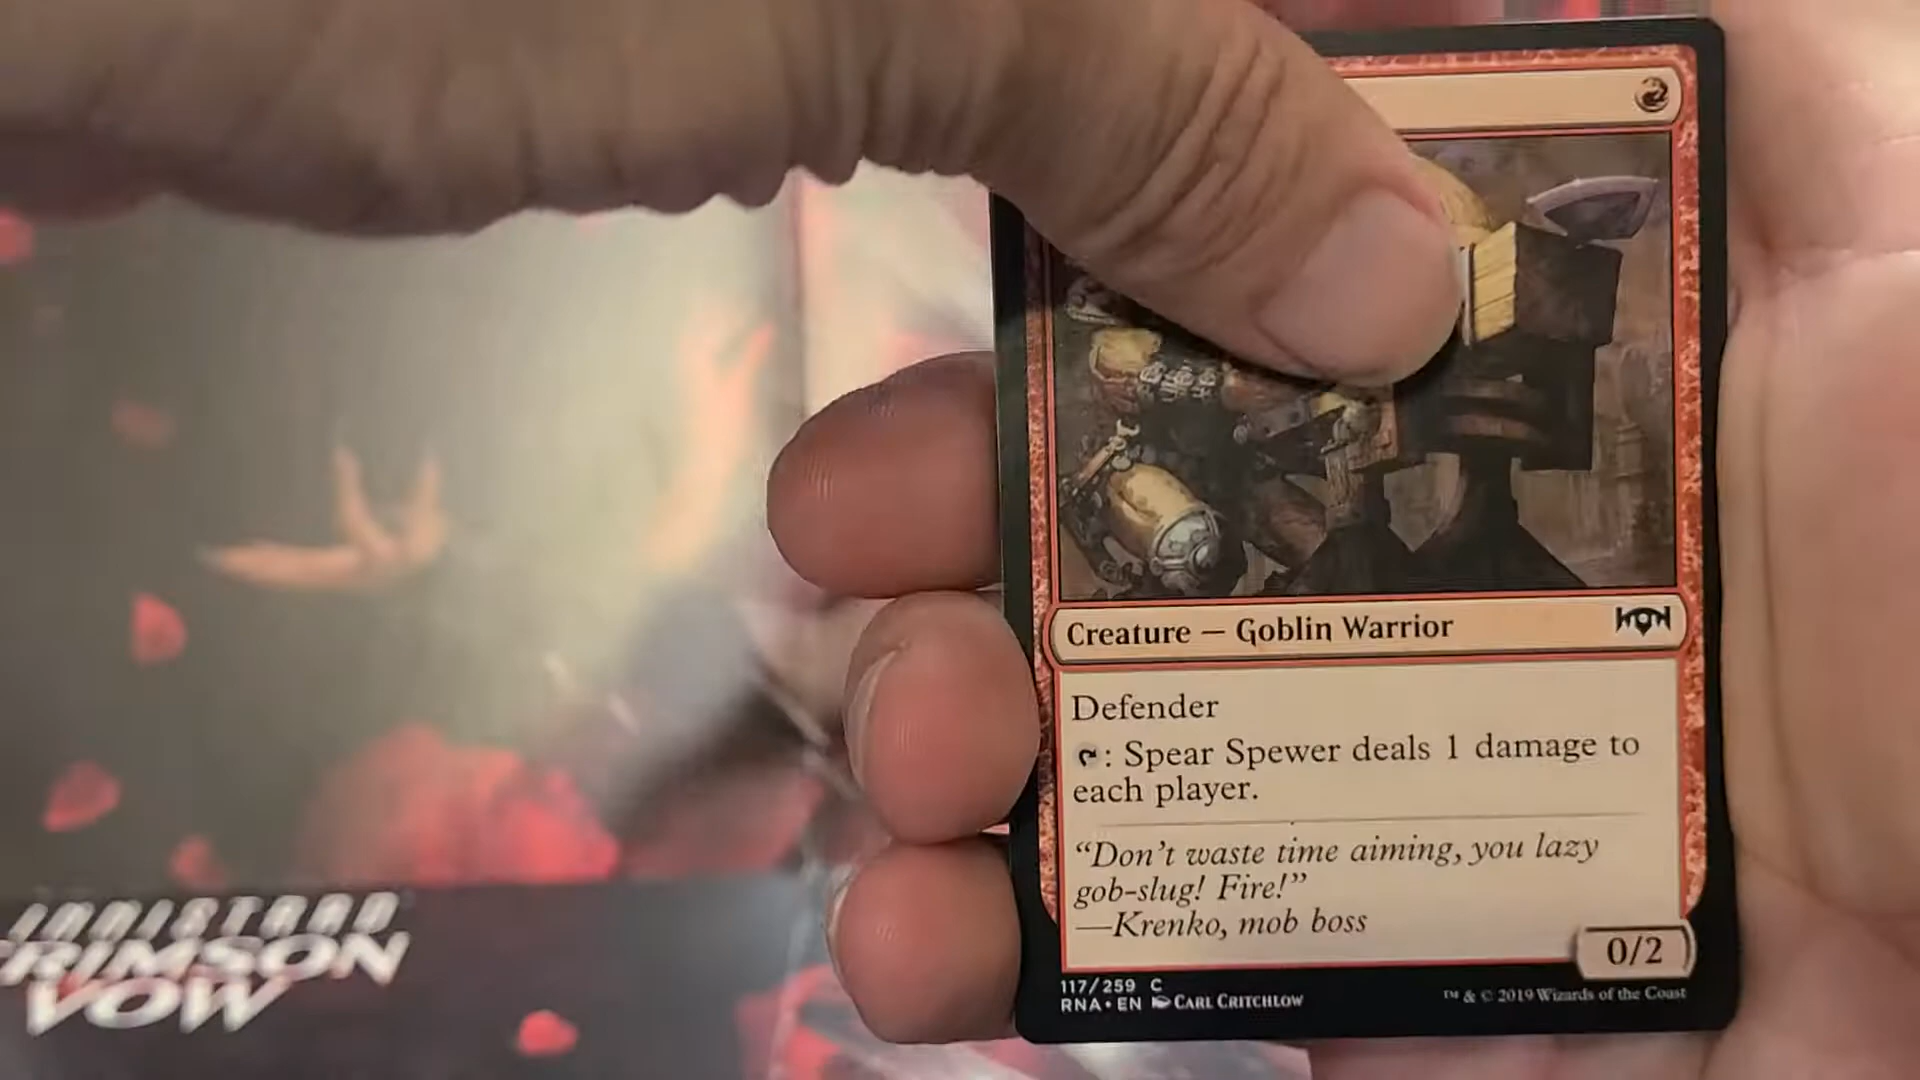 Creature — Goblin Warrior
Defender
: Spear Spewer deals 1 damage to
each player.
“Don’t waste time aiming, you lazy
gob-slug! Fire!”
—Krenko, mob boss
0/2
117/259 C
RNA • EN CARL CRITCHLOW
™ & © 2019 Wizards of the Coast
INNISTRAD
CRIMSON
VOW